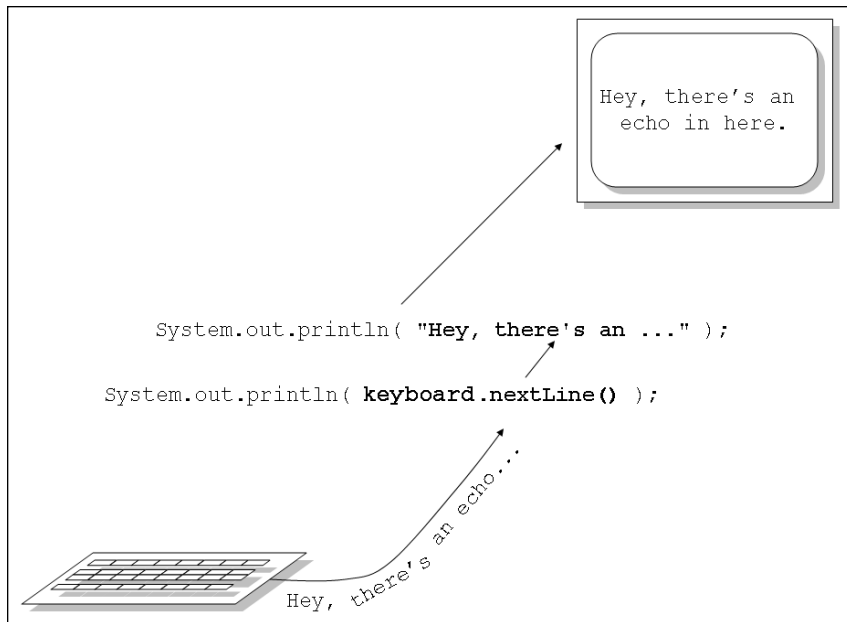 Hey, there's an
echo in here.
System.out.println( "Hey, there's an ..." );
System.out.println( keyboard.nextLine() );
Hey, there's an echo...